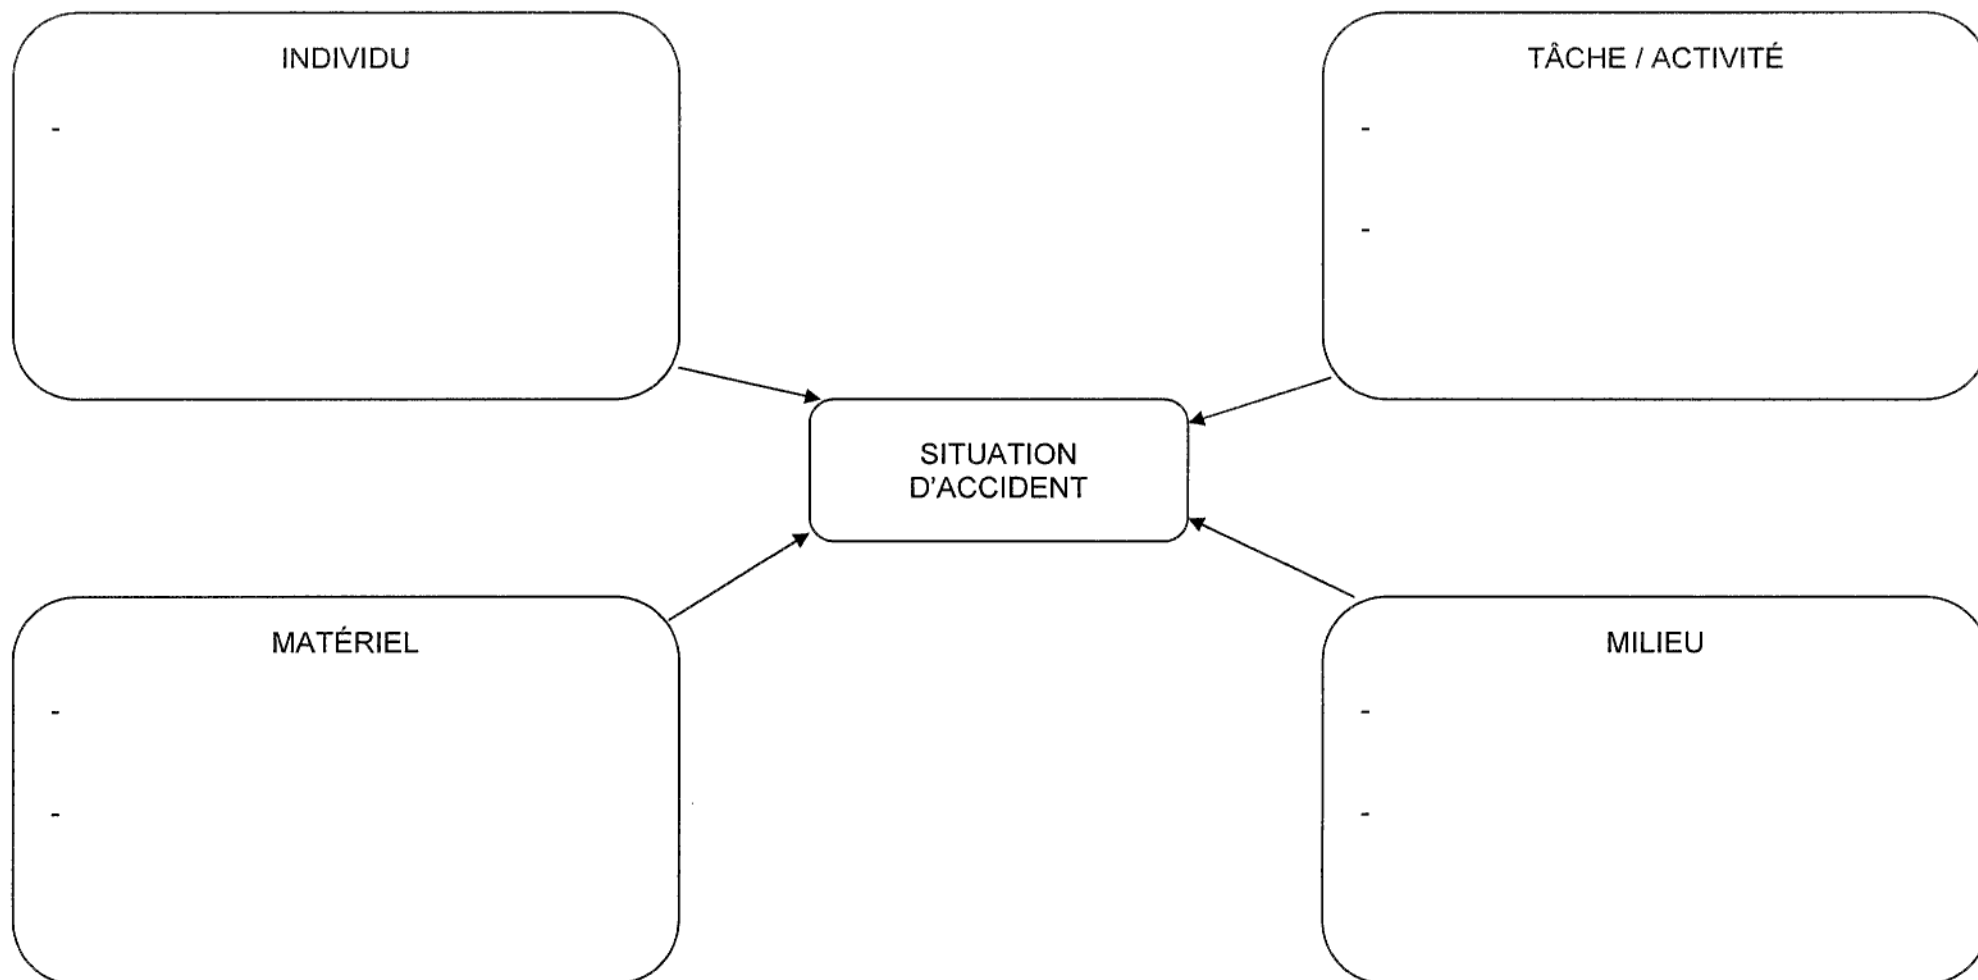 INDIVIDU
-
TÂCHE / ACTIVITÉ
-
-
SITUATION
D'ACCIDENT
MATÉRIEL
-
-
MILIEU
-
-